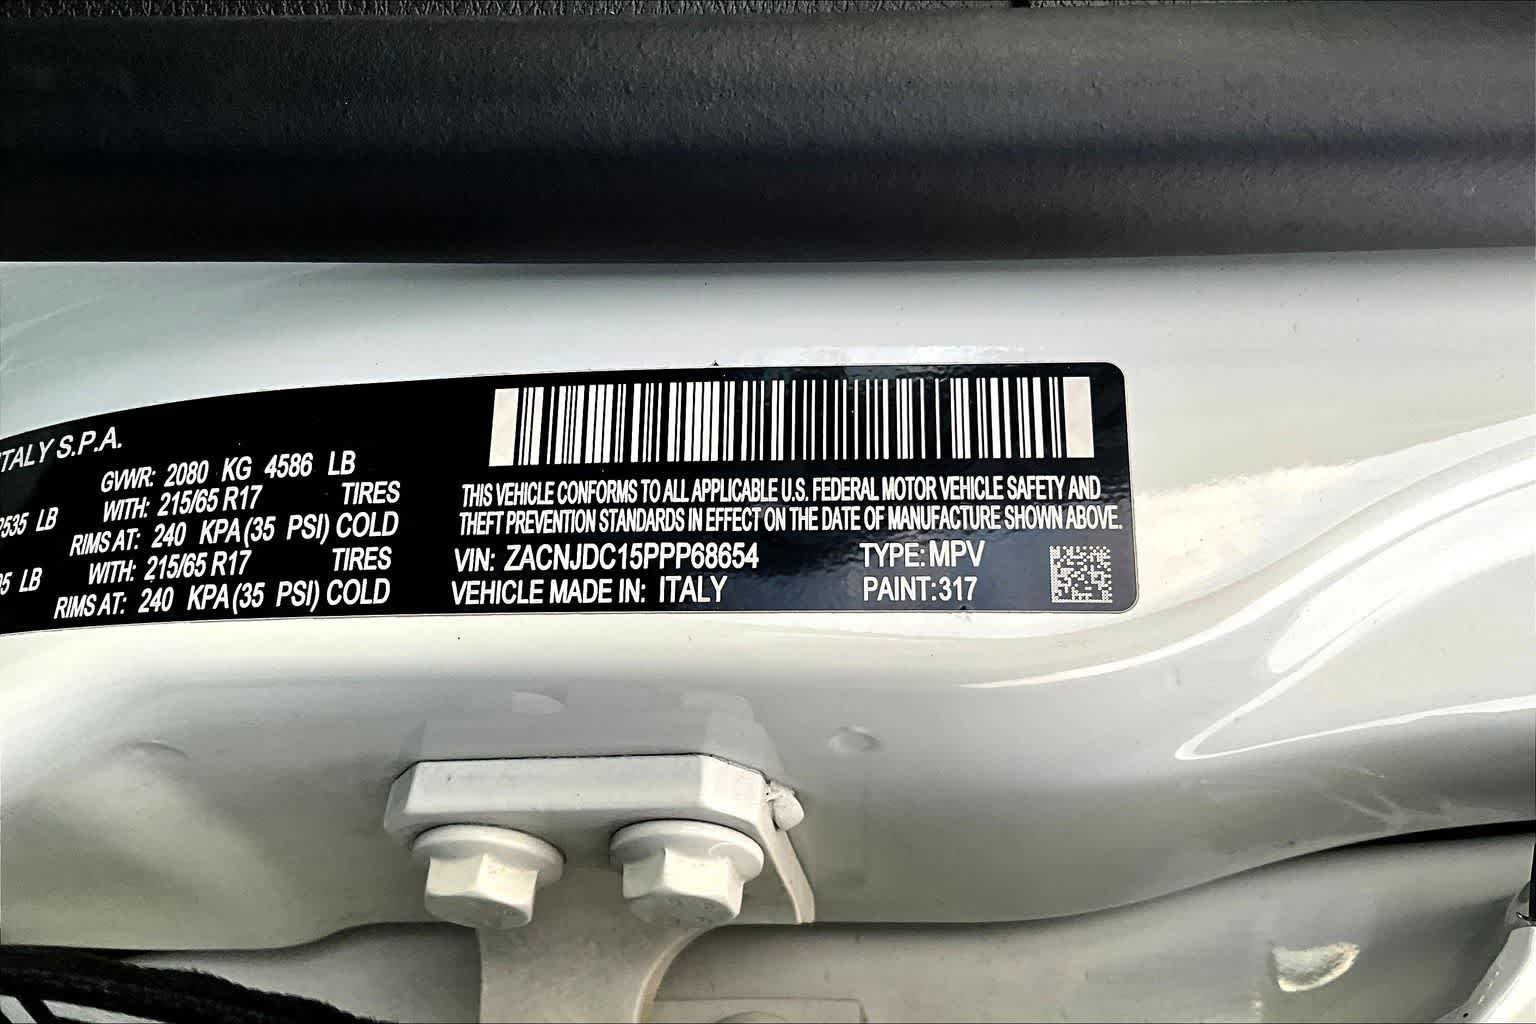 ITALY S.P.A.
GVWR: 2080 KG 4586 LB
WITH: 215/65 R17 TIRES
2535 LB RIMS AT: 240 KPA (35 PSI) COLD
WITH: 215/65 R17 TIRES
LB RIMS AT: 240 KPA (35 PSI) COLD
THIS VEHICLE CONFORMS TO ALL APPLICABLE U.S. FEDERAL MOTOR VEHICLE SAFETY AND
THEFT PREVENTION STANDARDS IN EFFECT ON THE DATE OF MANUFACTURE SHOWN ABOVE.
VIN: ZACNJDC15PPP68654 TYPE: MPV
VEHICLE MADE IN: ITALY PAINT: 317